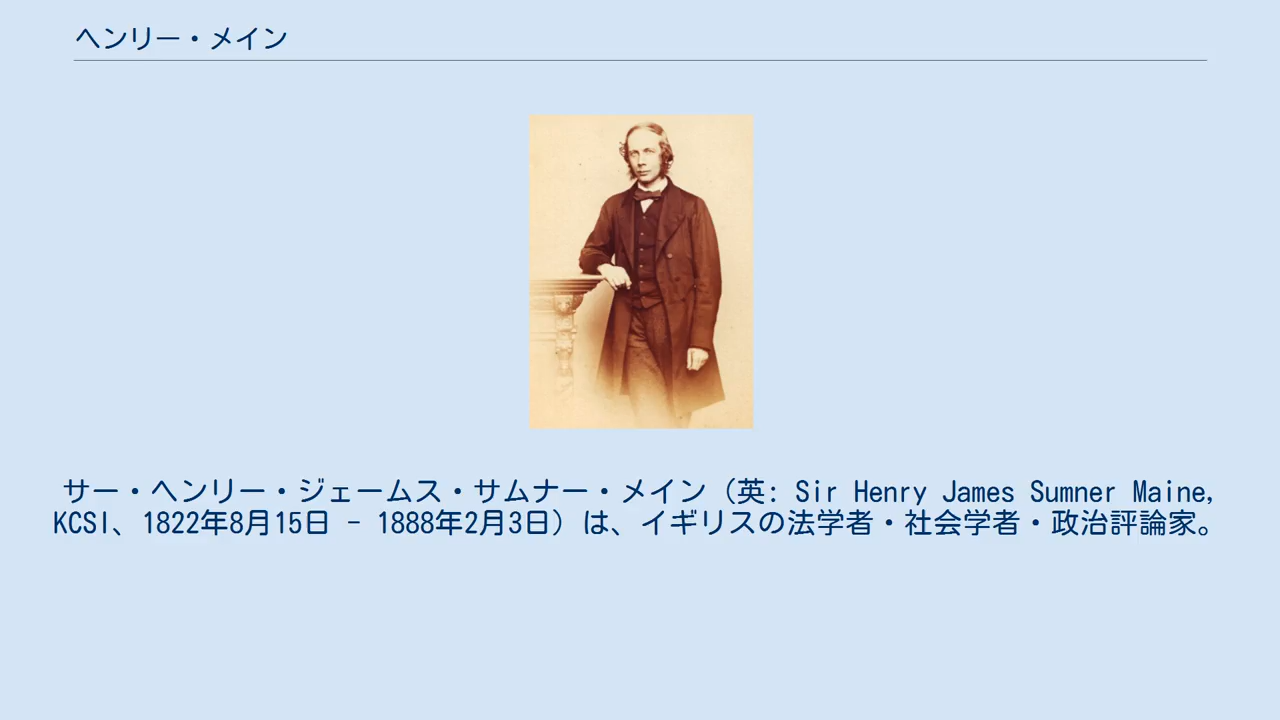 ヘンリー・メイン
サー・ヘンリー・ジェームス・サムナー・メイン（英: Sir Henry James Sumner Maine,
KCSI、1822年8月15日 - 1888年2月3日）は、イギリスの法学者・社会学者・政治評論家。